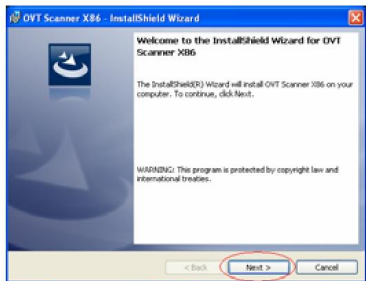 OVT Scanner X86 - InstallShield Wizard
Welcome to the InstallShield Wizard for OVT
Scanner X86
The InstallShield(R) Wizard will install OVT Scanner X86 on your
computer. To continue, click Next.
WARNING: This program is protected by copyright law and
international treaties.
< Back
Next >
Cancel